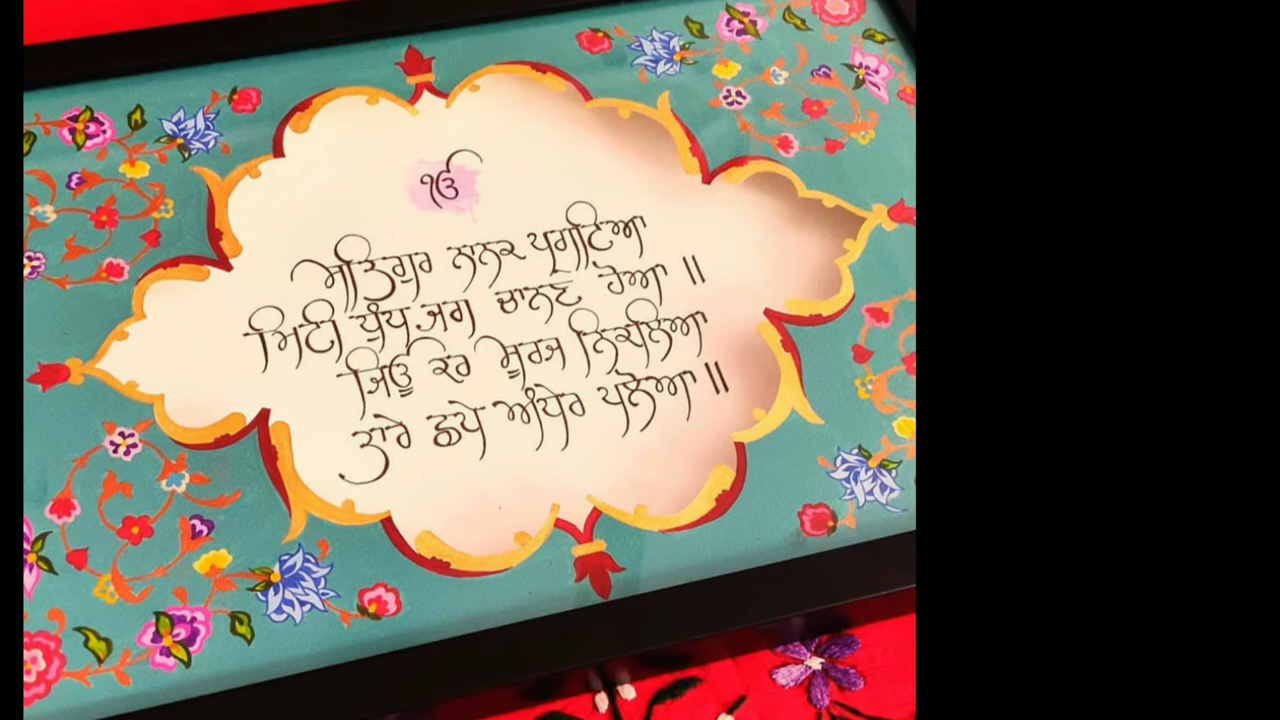 ੴ
ਸਤਿਗੁਰ ਨਾਨਕ ਪ੍ਰਗਟਿਆ
ਮਿਟੀ ਧੁੰਧ ਜਗ ਚਾਨਣ ਹੋਆ ॥
ਜਿਉਂ ਕਰ ਸੂਰਜ ਨਿਕਲਿਆ
ਤਾਰੇ ਛਪੇ ਅੰਧੇਰ ਪਲੋਆ ॥